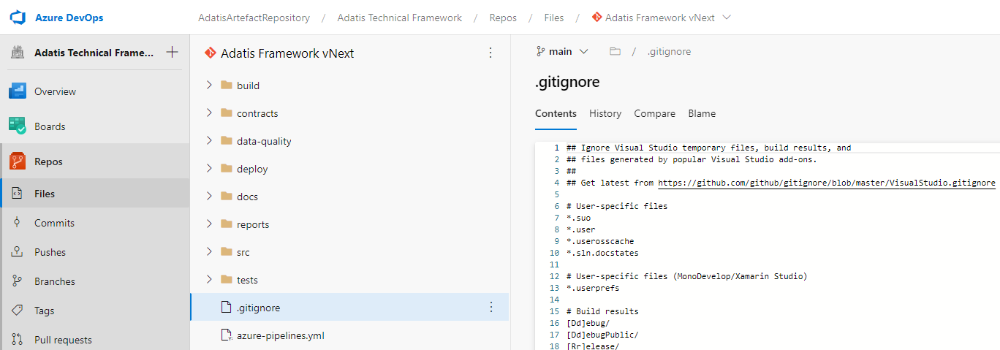 Azure DevOps
AdatisArtefactRepository / Adatis Technical Framework / Repos / Files / Adatis Framework vNext
Adatis Technical Frame... +
Overview
Boards
Repos
Files
Commits
Pushes
Branches
Tags
Pull requests
Adatis Framework vNext
build
contracts
data-quality
deploy
docs
reports
src
tests
.gitignore
azure-pipelines.yml
main / .gitignore
.gitignore
Contents History Compare Blame
1 ## Ignore Visual Studio temporary files, build results, and
2 ## files generated by popular Visual Studio add-ons.
3 ##
4 ## Get latest from https://github.com/github/gitignore/blob/master/VisualStudio.gitignore
5
6 # User-specific files
7 *.suo
8 *.user
9 *.userosscache
10 *.sln.docstates
11
12 # User-specific files (MonoDevelop/Xamarin Studio)
13 *.userprefs
14
15 # Build results
16 [Dd]ebug/
17 [Dd]ebugPublic/
18 [Rr]elease/